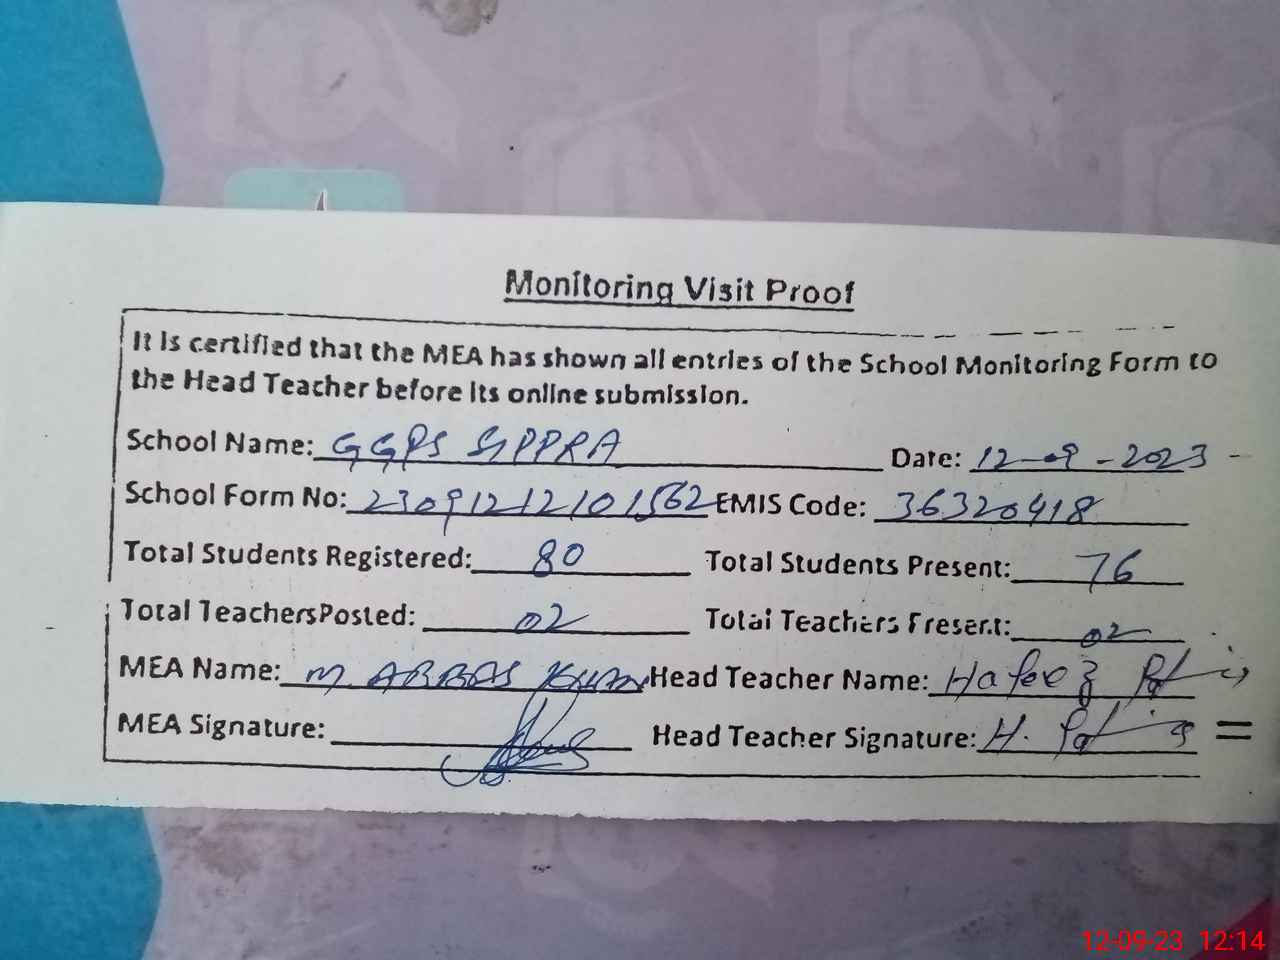 Monitoring Visit Proof
It is certified that the MEA has shown all entries of the School Monitoring Form to
the Head Teacher before its online submission.
School Name: GGPS SIPPRA Date: 12-09-2023
School Form No: 23091212101562 EMIS Code: 36320418
Total Students Registered: 80 Total Students Present: 76
Total Teachers Posted: 02 Total Teachers Present: 02
MEA Name: M ABBAS KHAN Head Teacher Name: Hafeez
MEA Signature: Head Teacher Signature: H.
12-09-23 12:14